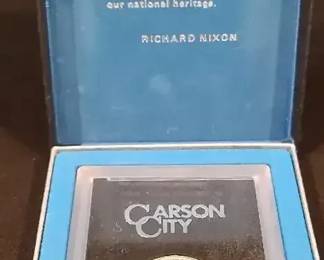 our national heritage.
RICHARD NIXON
CARSON
CITY